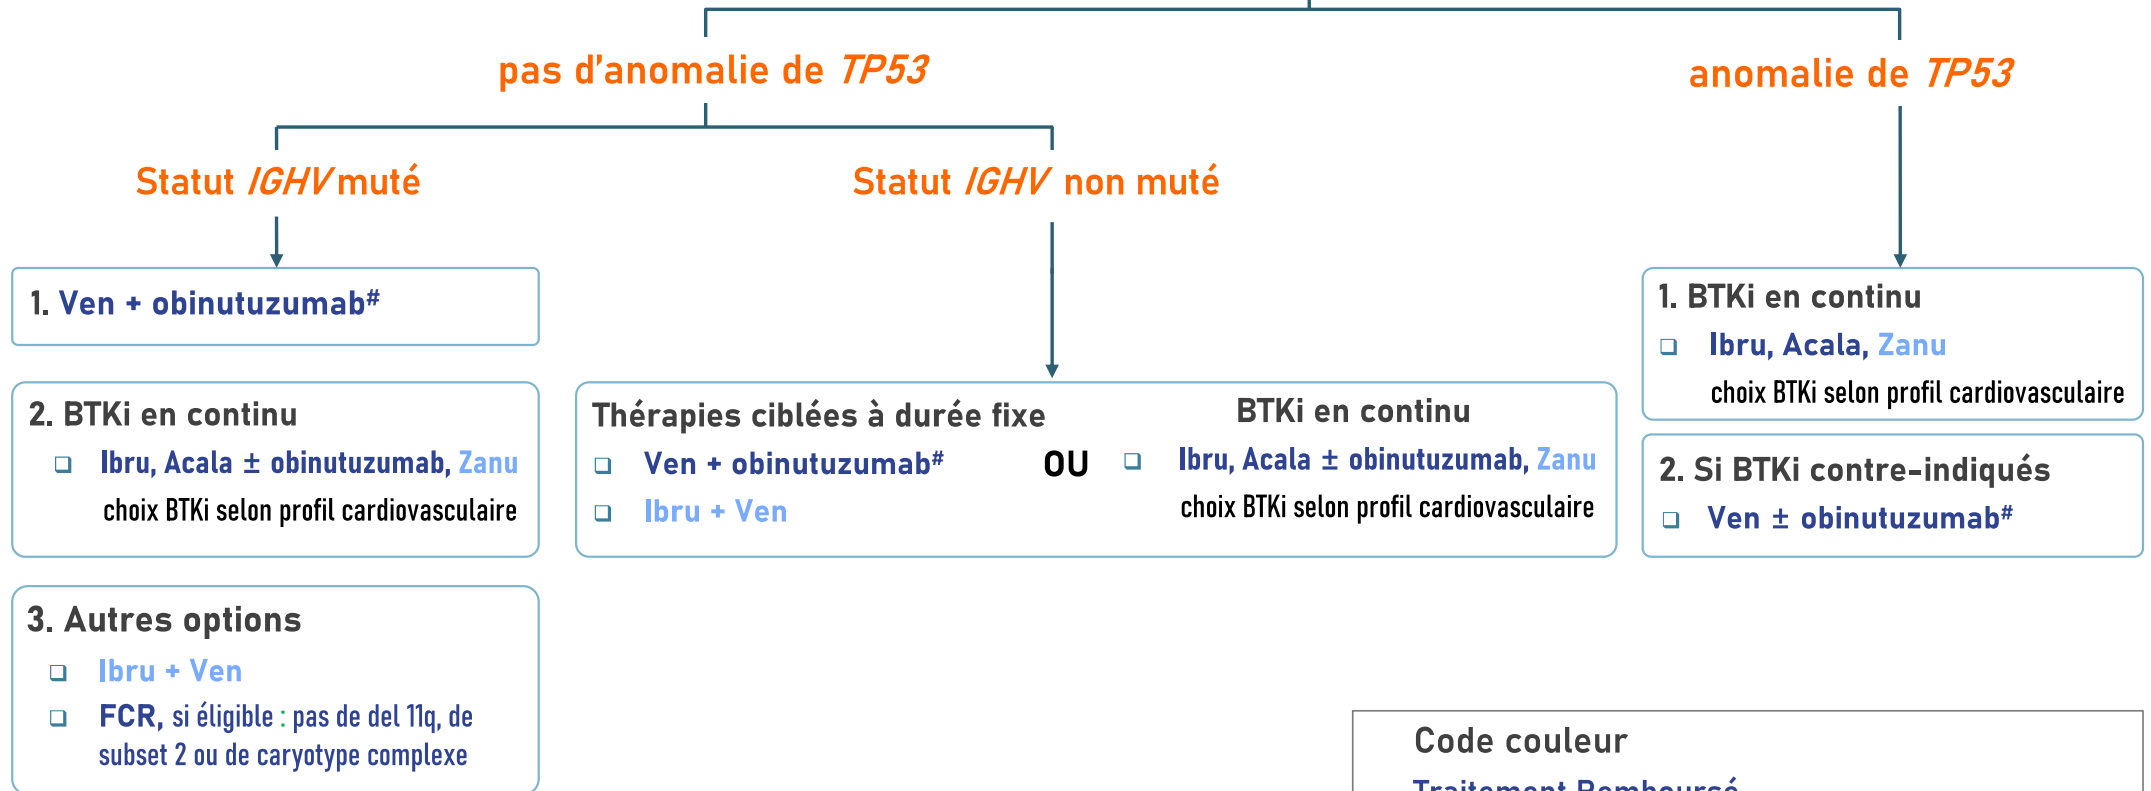 pas d'anomalie de TP53
anomalie de TP53
Statut IGHV muté
Statut IGHV non muté
1. Ven + obinutuzumab#
2. BTKi en continu
❑ Ibru, Acala ± obinutuzumab, Zanu
choix BTKi selon profil cardiovasculaire
3. Autres options
❑ Ibru + Ven
❑ FCR, si éligible : pas de del 11q, de
subset 2 ou de caryotype complexe
Thérapies ciblées à durée fixe
❑ Ven + obinutuzumab#
❑ Ibru + Ven
OU
BTKi en continu
❑ Ibru, Acala ± obinutuzumab, Zanu
choix BTKi selon profil cardiovasculaire
1. BTKi en continu
❑ Ibru, Acala, Zanu
choix BTKi selon profil cardiovasculaire
2. Si BTKi contre-indiqués
❑ Ven ± obinutuzumab#
Code couleur
Traitement Remboursé